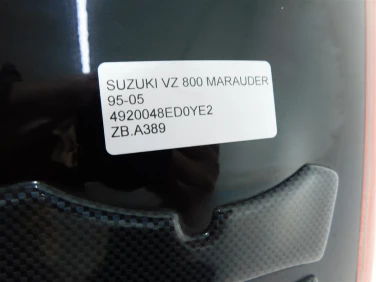 SUZUKI VZ 800 MARAUDER
95-05
4920048ED0YE2
ZB.A389